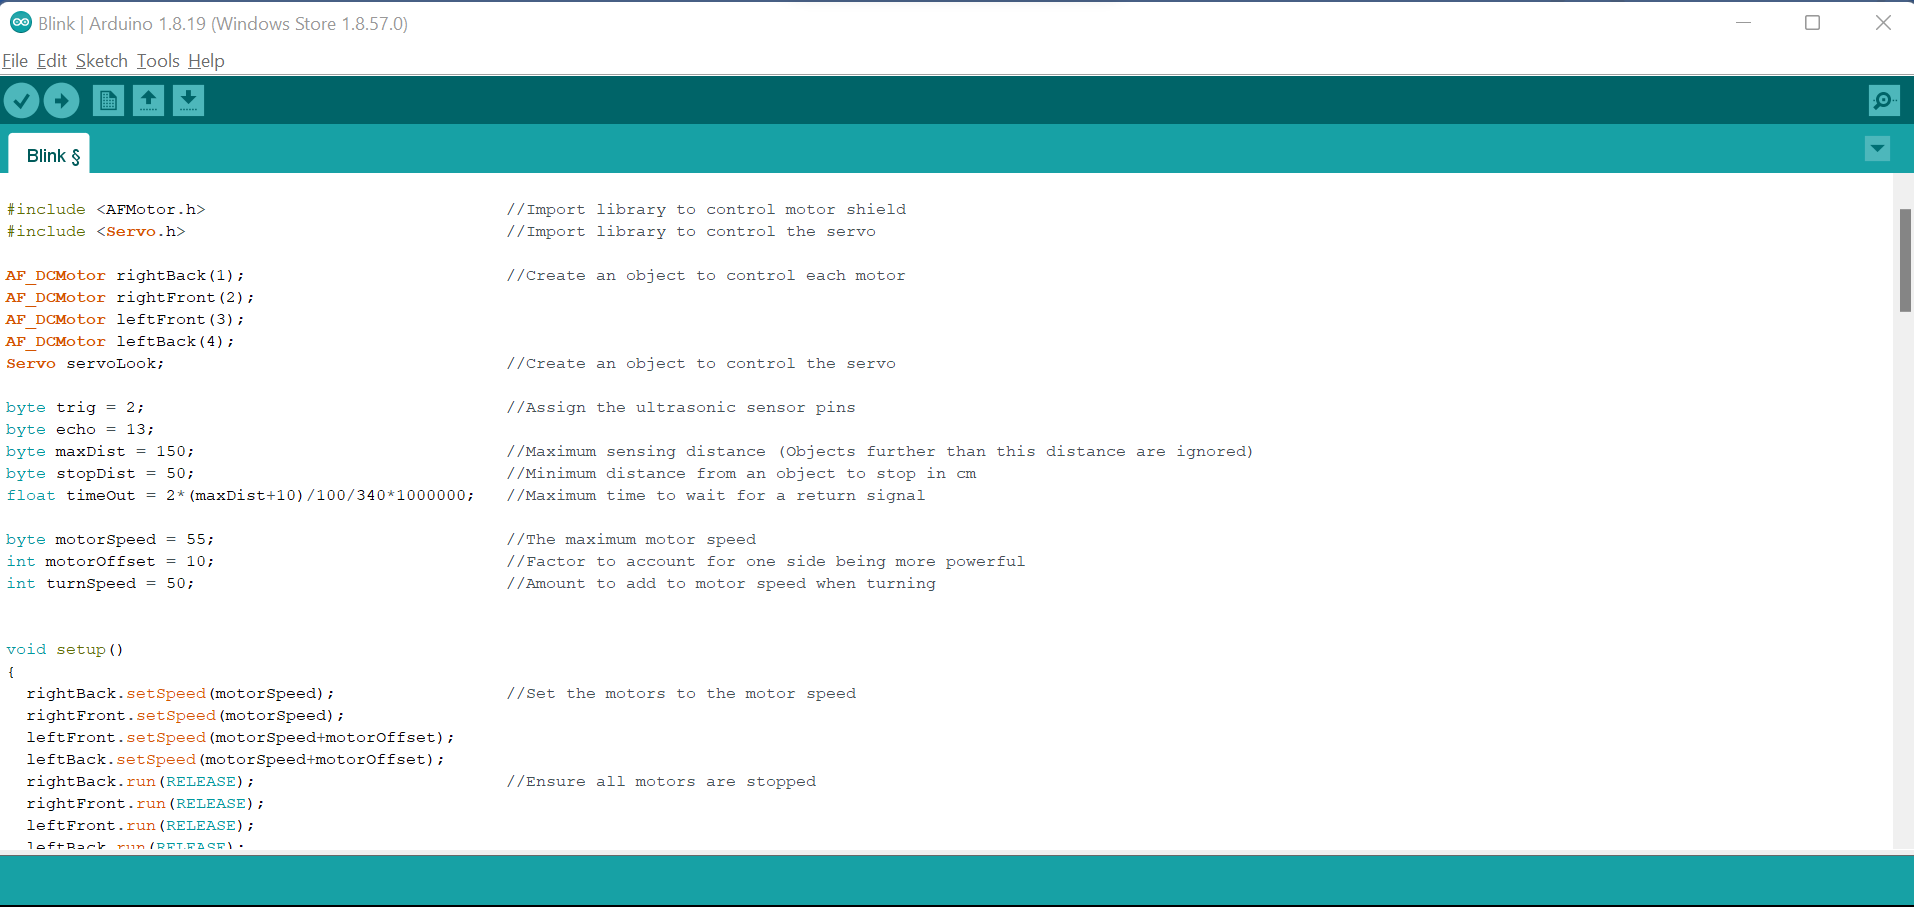 Blink | Arduino 1.8.19 (Windows Store 1.8.57.0)
File Edit Sketch Tools Help
Blink §
#include <AFMotor.h> //Import library to control motor shield
#include <Servo.h> //Import library to control the servo
AF_DCMotor rightBack(1); //Create an object to control each motor
AF_DCMotor rightFront(2);
AF_DCMotor leftFront(3);
AF_DCMotor leftBack(4);
Servo servoLook; //Create an object to control the servo
byte trig = 2; //Assign the ultrasonic sensor pins
byte echo = 13;
byte maxDist = 150; //Maximum sensing distance (Objects further than this distance are ignored)
byte stopDist = 50; //Minimum distance from an object to stop in cm
float timeOut = 2*(maxDist+10)/100/340*1000000; //Maximum time to wait for a return signal
byte motorSpeed = 55; //The maximum motor speed
int motorOffset = 10; //Factor to account for one side being more powerful
int turnSpeed = 50; //Amount to add to motor speed when turning
void setup()
{
rightBack.setSpeed(motorSpeed); //Set the motors to the motor speed
rightFront.setSpeed(motorSpeed);
leftFront.setSpeed(motorSpeed+motorOffset);
leftBack.setSpeed(motorSpeed+motorOffset);
rightBack.run(RELEASE); //Ensure all motors are stopped
rightFront.run(RELEASE);
leftFront.run(RELEASE);
leftBack.run(RELEASE);